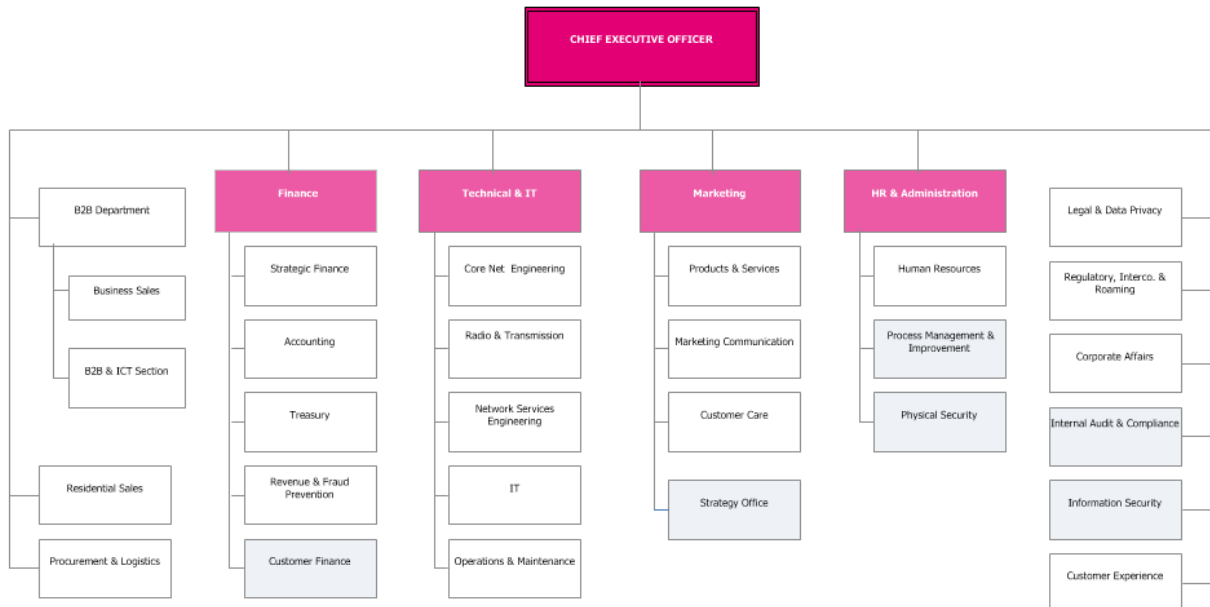 CHIEF EXECUTIVE OFFICER
B2B Department
Business Sales
B2B & ICT Section
Residential Sales
Procurement & Logistics
Finance
Strategic Finance
Accounting
Treasury
Revenue & Fraud
Prevention
Customer Finance
Technical & IT
Core Net Engineering
Radio & Transmission
Network Services
Engineering
IT
Operations & Maintenance
Marketing
Products & Services
Marketing Communication
Customer Care
Strategy Office
HR & Administration
Human Resources
Process Management &
Improvement
Physical Security
Legal & Data Privacy
Regulatory, Interco. &
Roaming
Corporate Affairs
Internal Audit & Compliance
Information Security
Customer Experience